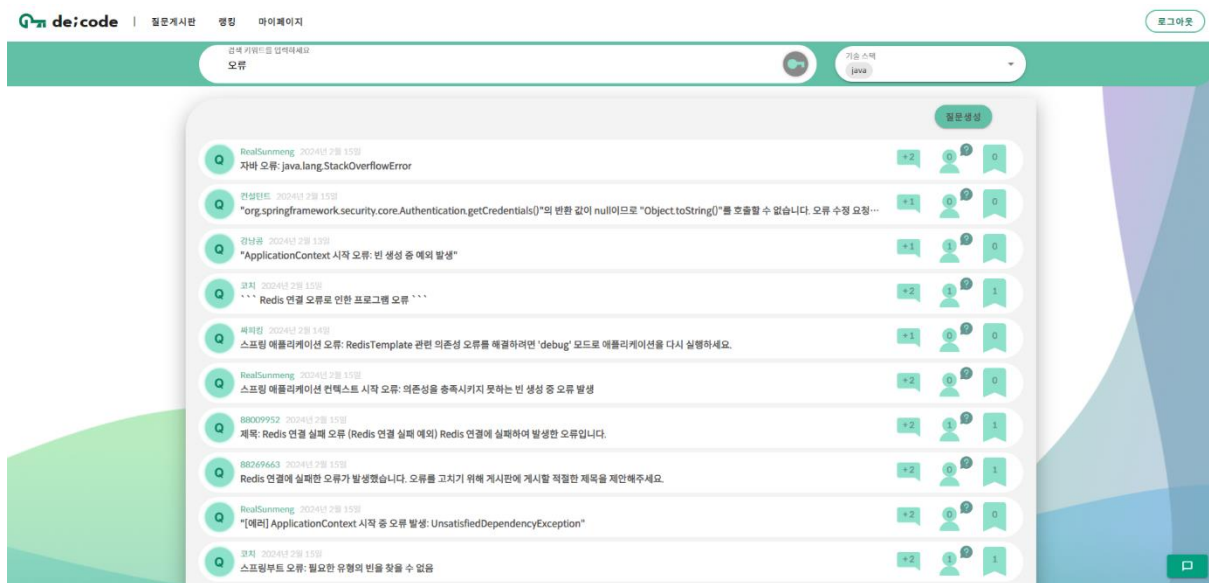 de;code | 질문게시판 랭킹 마이페이지 로그아웃
검색 키워드를 입력하세요
오류
기술 스택
java
질문생성
Q RealSunmeng 2024년 2월 15일
자바 오류: java.lang.StackOverflowError
+2 0 ? 0
Q 컨설턴트 2024년 2월 15일
"org.springframework.security.core.Authentication.getCredentials()"의 반환 값이 null이므로 "Object.toString()"를 호출할 수 없습니다. 오류 수정 요청…
+1 0 ? 0
Q 강남콩 2024년 2월 13일
"ApplicationContext 시작 오류: 빈 생성 중 예외 발생"
+1 1 ? 0
Q 코치 2024년 2월 15일
``` Redis 연결 오류로 인한 프로그램 오류 ```
+2 1 ? 1
Q 싸피킹 2024년 2월 14일
스프링 애플리케이션 오류: RedisTemplate 관련 의존성 오류를 해결하려면 'debug' 모드로 애플리케이션을 다시 실행하세요.
+1 0 ? 0
Q RealSunmeng 2024년 2월 15일
스프링 애플리케이션 컨텍스트 시작 오류: 의존성을 충족시키지 못하는 빈 생성 중 오류 발생
+2 0 ? 0
Q 88009952 2024년 2월 15일
제목: Redis 연결 실패 오류 (Redis 연결 실패 예외) Redis 연결에 실패하여 발생한 오류입니다.
+2 1 ? 1
Q 88269663 2024년 2월 15일
Redis 연결에 실패한 오류가 발생했습니다. 오류를 고치기 위해 게시판에 게시할 적절한 제목을 제안해주세요.
+2 0 ? 1
Q RealSunmeng 2024년 2월 15일
"[에러] ApplicationContext 시작 중 오류 발생: UnsatisfiedDependencyException"
+2 0 ? 0
Q 코치 2024년 2월 15일
스프링부트 오류: 필요한 유형의 빈을 찾을 수 없음
+2 1 ? 1